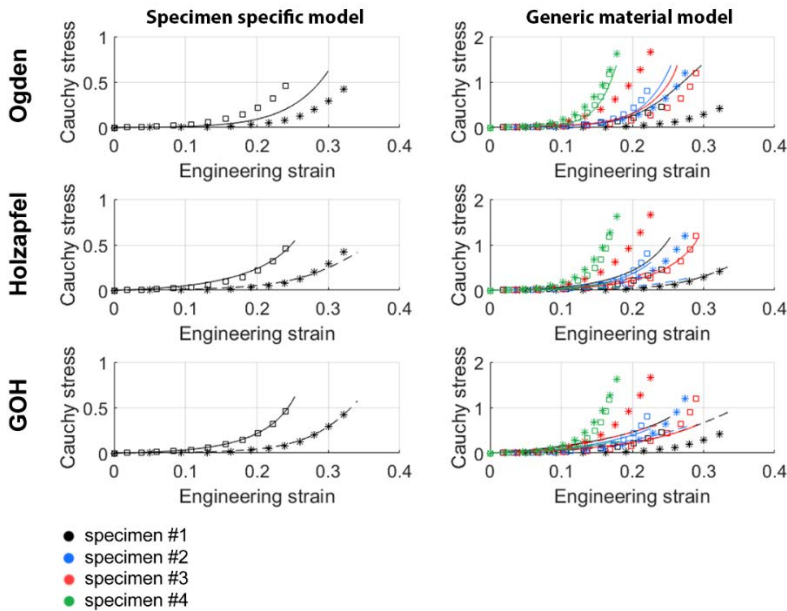 Specimen specific model Generic material model
Ogden
Cauchy stress
1
0.5
0
0 0.1 0.2 0.3 0.4
Engineering strain
Cauchy stress
2
1
0
0 0.1 0.2 0.3 0.4
Engineering strain
Holzapfel
Cauchy stress
1
0.5
0
0 0.1 0.2 0.3 0.4
Engineering strain
Cauchy stress
2
1
0
0 0.1 0.2 0.3 0.4
Engineering strain
GOH
Cauchy stress
1
0.5
0
0 0.1 0.2 0.3 0.4
Engineering strain
Cauchy stress
2
1
0
0 0.1 0.2 0.3 0.4
Engineering strain
specimen #1
specimen #2
specimen #3
specimen #4